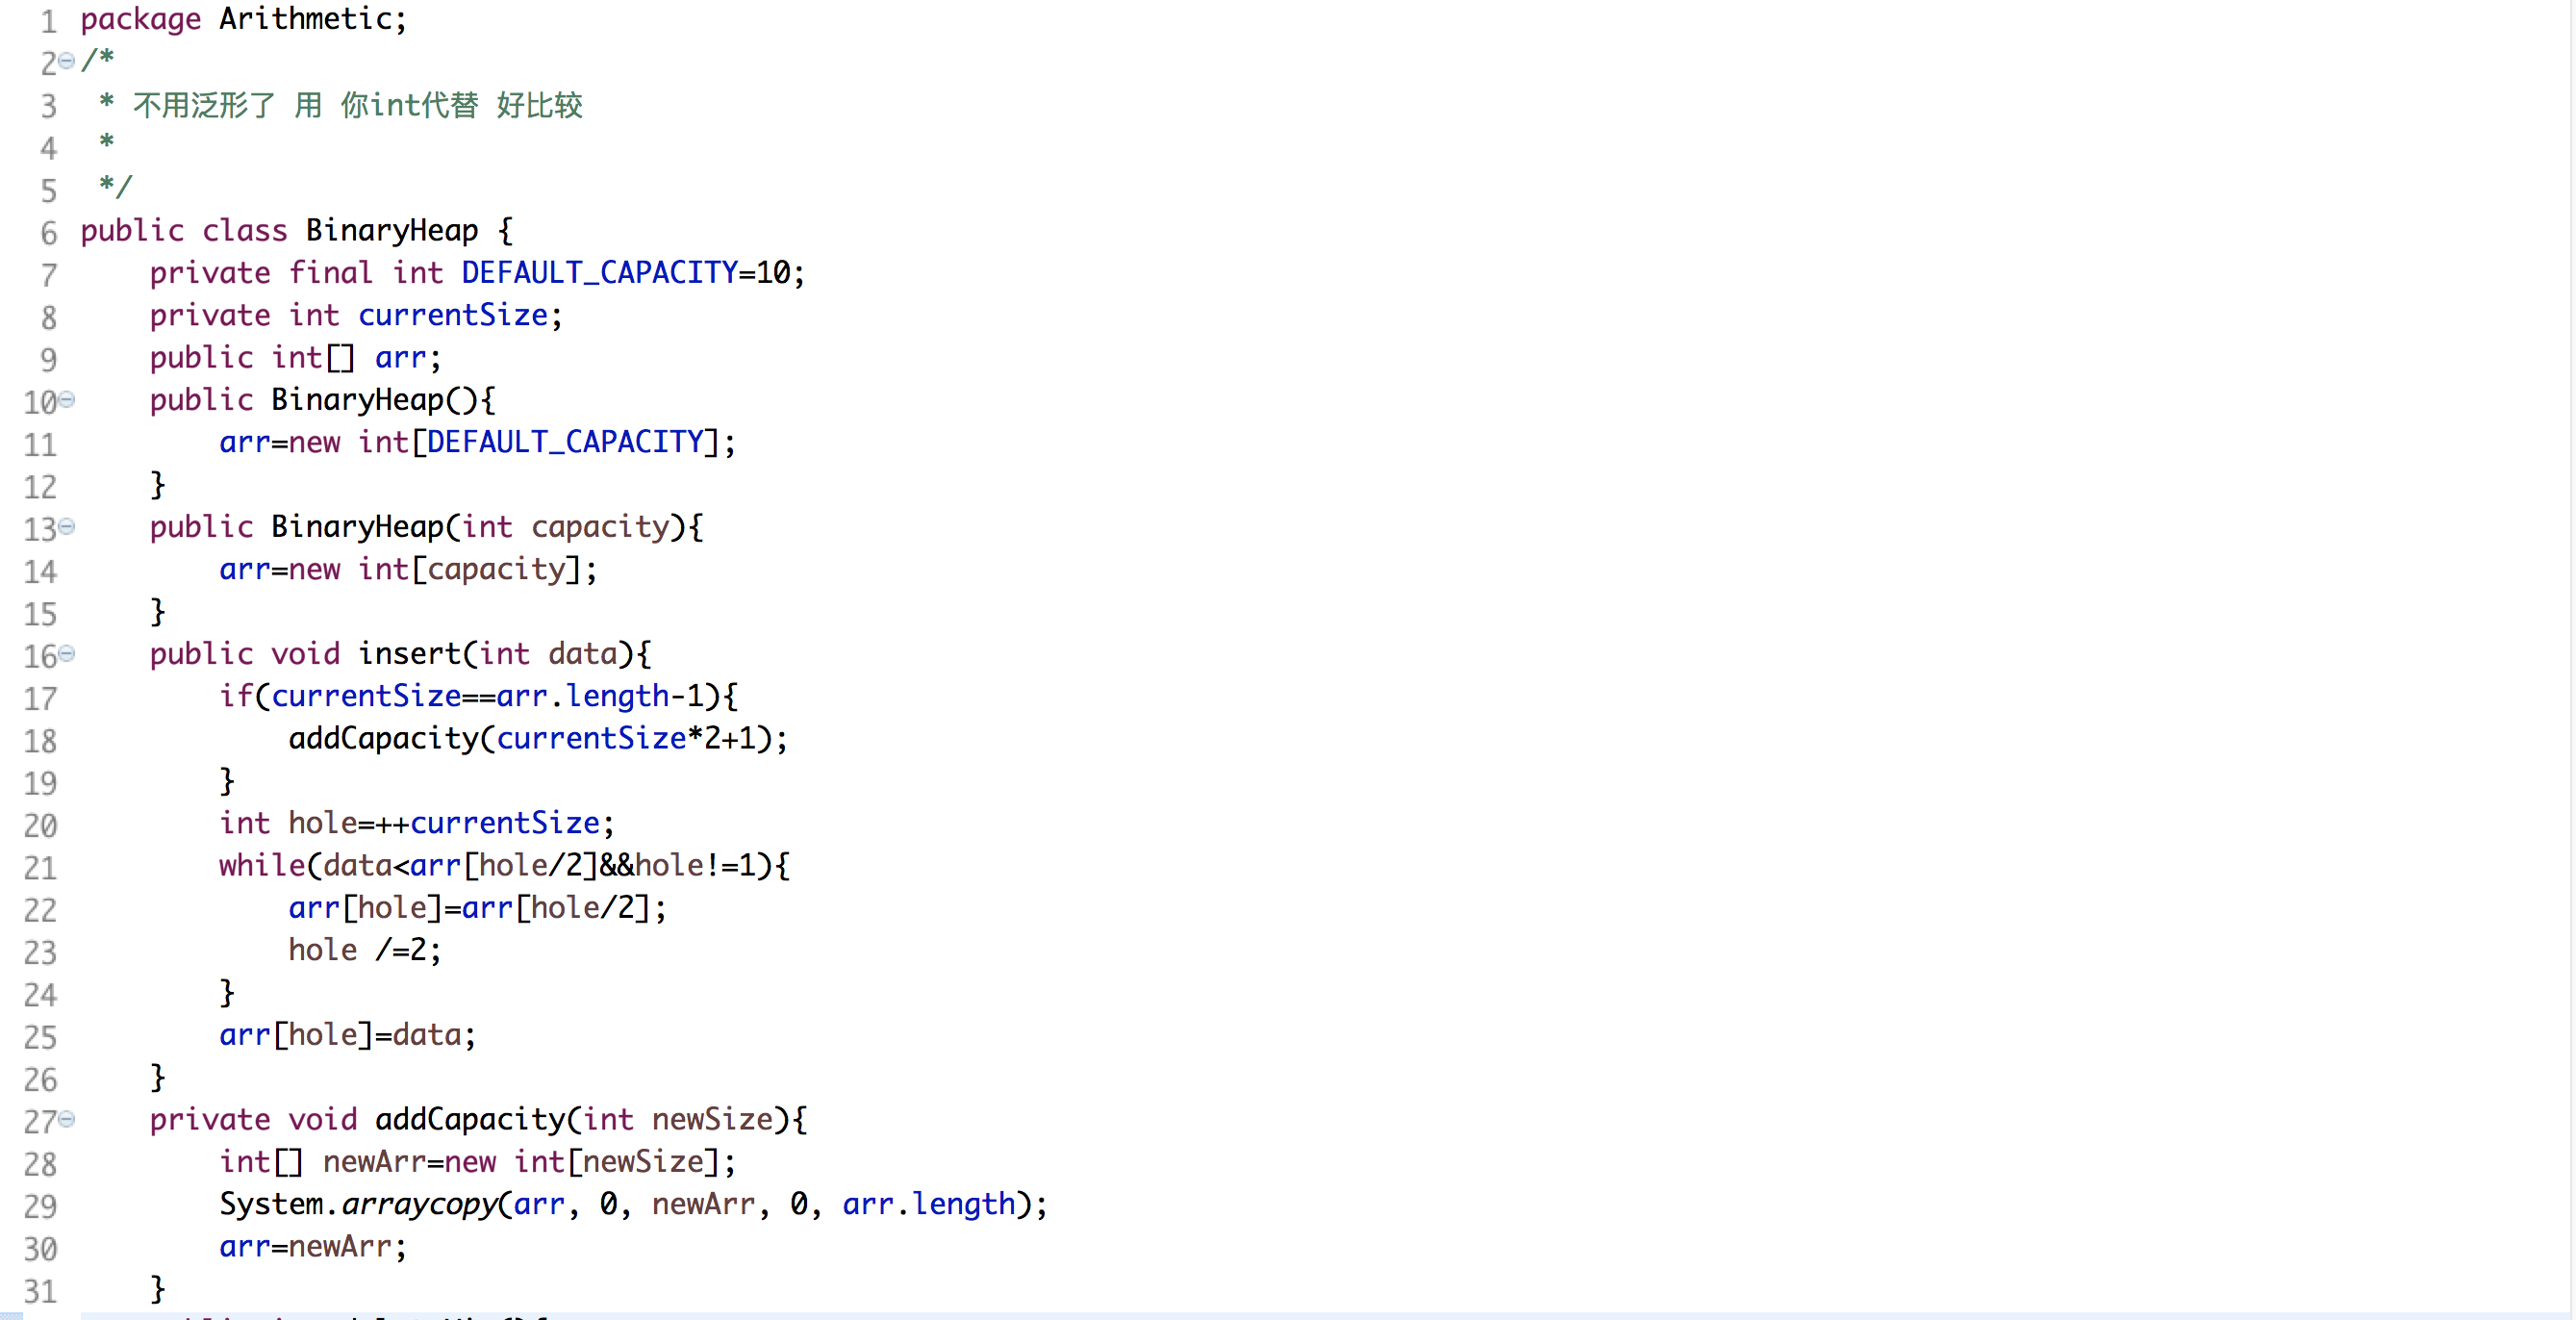 1 package Arithmetic;
2 /*
3 * 不用泛形了 用 你int代替 好比较
4 *
5 */
6 public class BinaryHeap {
7 private final int DEFAULT_CAPACITY=10;
8 private int currentSize;
9 public int[] arr;
10 public BinaryHeap(){
11 arr=new int[DEFAULT_CAPACITY];
12 }
13 public BinaryHeap(int capacity){
14 arr=new int[capacity];
15 }
16 public void insert(int data){
17 if(currentSize==arr.length-1){
18 addCapacity(currentSize*2+1);
19 }
20 int hole=++currentSize;
21 while(data<arr[hole/2]&&hole!=1){
22 arr[hole]=arr[hole/2];
23 hole /=2;
24 }
25 arr[hole]=data;
26 }
27 private void addCapacity(int newSize){
28 int[] newArr=new int[newSize];
29 System.arraycopy(arr, 0, newArr, 0, arr.length);
30 arr=newArr;
31 }